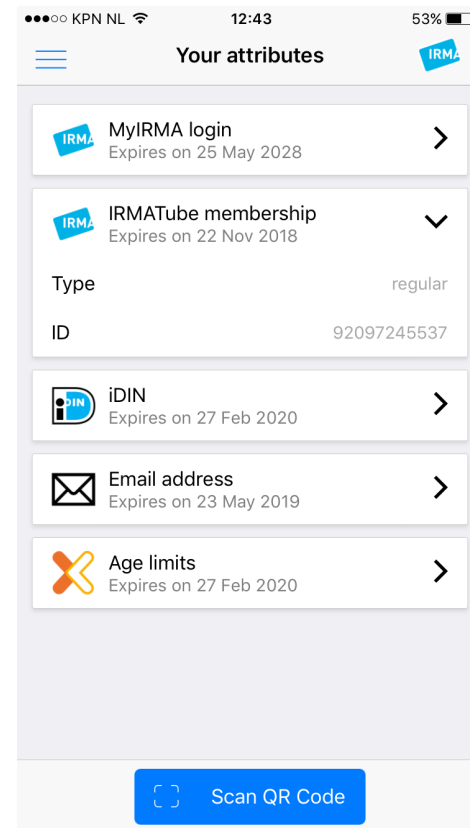 KPN NL 12:43 53%
Your attributes
IRMA
IRMA
MyIRMA login
Expires on 25 May 2028
IRMA
IRMATube membership
Expires on 22 Nov 2018
Type regular
ID 92097245537
iDIN
iDIN
Expires on 27 Feb 2020
Email address
Expires on 23 May 2019
Age limits
Expires on 27 Feb 2020
Scan QR Code